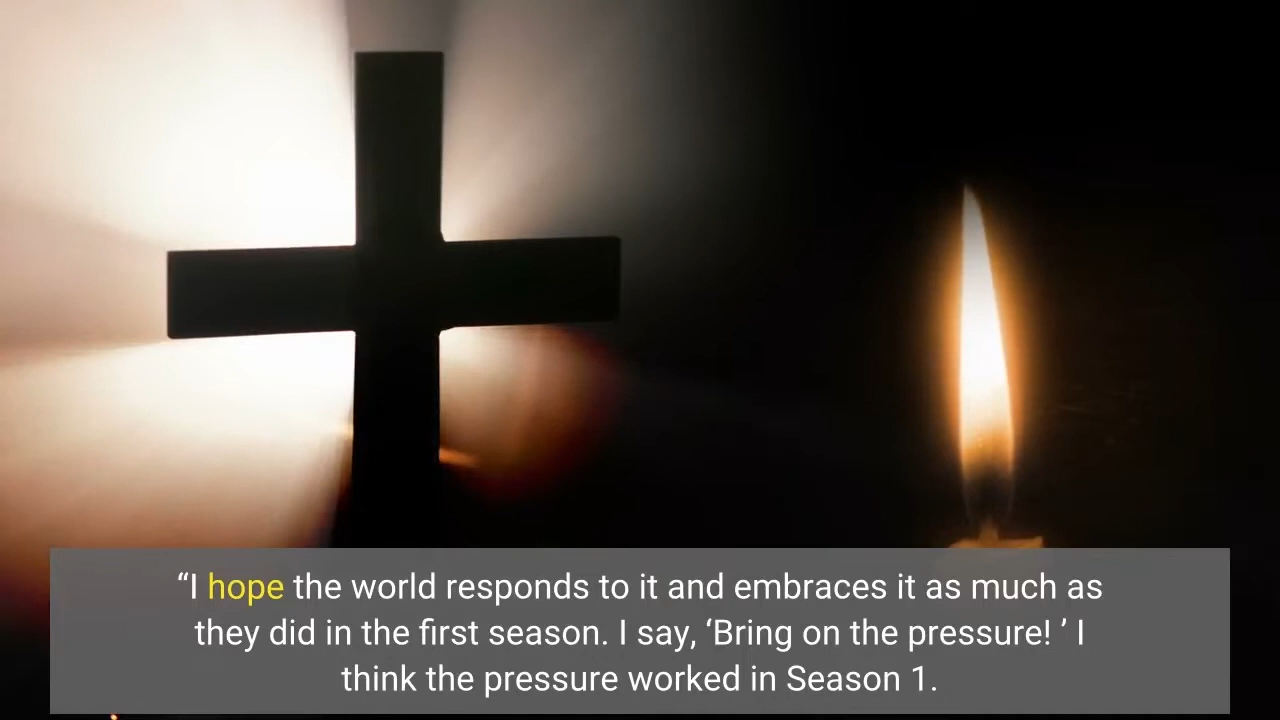 “I hope the world responds to it and embraces it as much as
they did in the first season. I say, ‘Bring on the pressure! ’ I
think the pressure worked in Season 1.